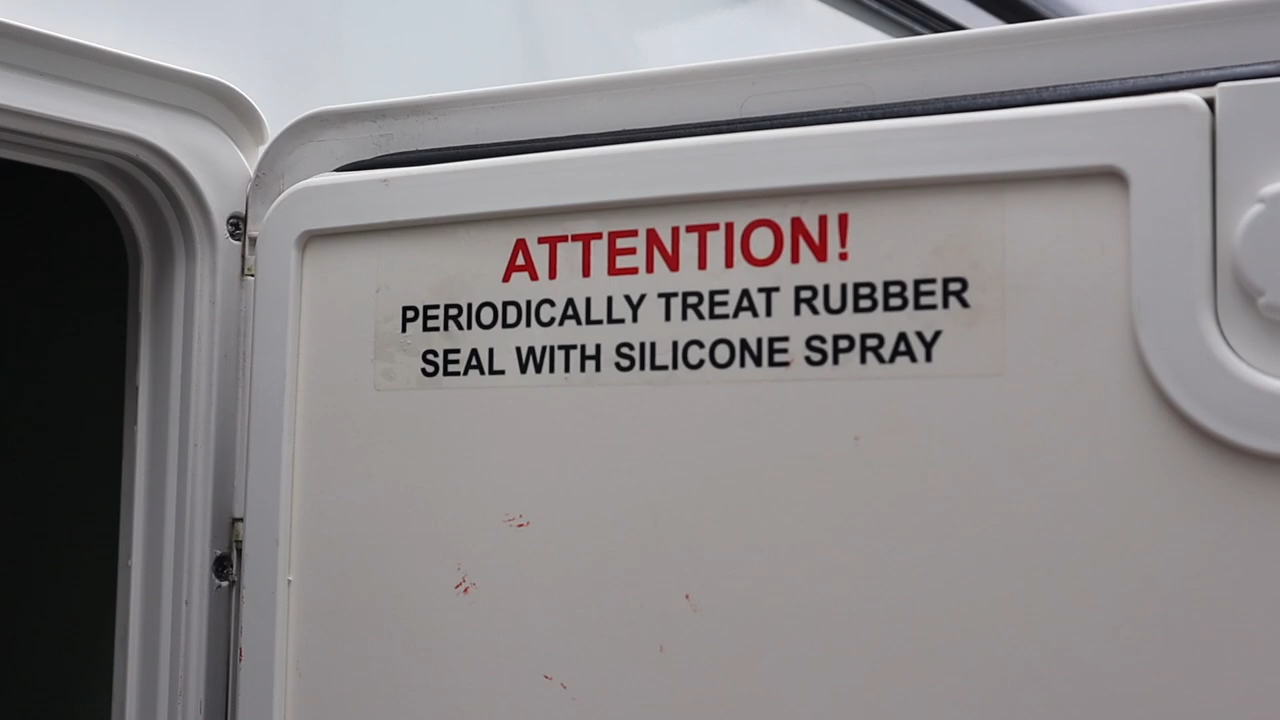 ATTENTION!
PERIODICALLY TREAT RUBBER
SEAL WITH SILICONE SPRAY